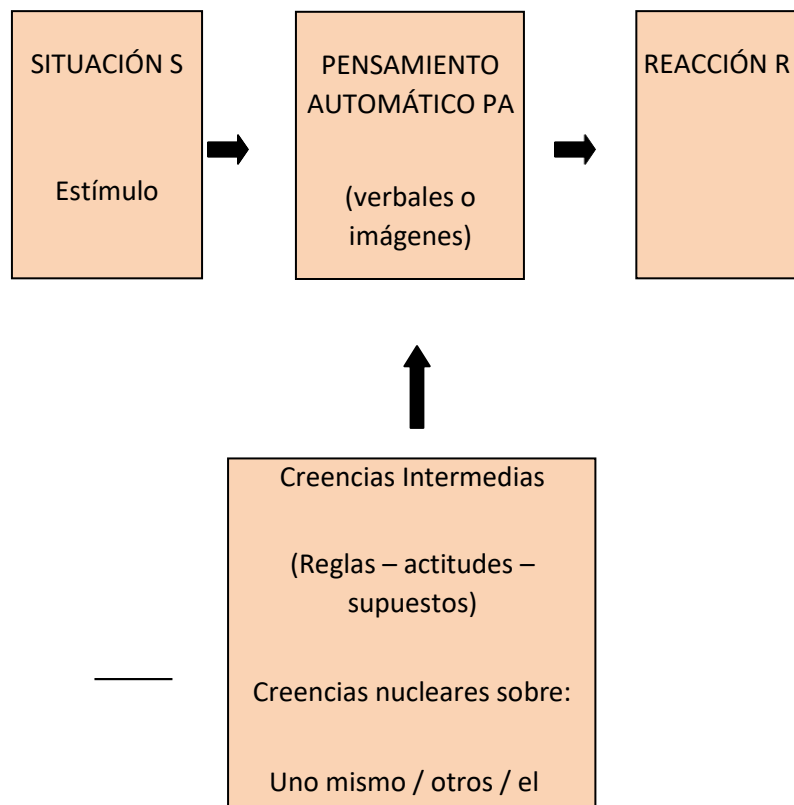 SITUACIÓN S
Estímulo
PENSAMIENTO
AUTOMÁTICO PA
(verbales o
imágenes)
REACCIÓN R
Creencias Intermedias
(Reglas – actitudes –
supuestos)
Creencias nucleares sobre:
Uno mismo / otros / el